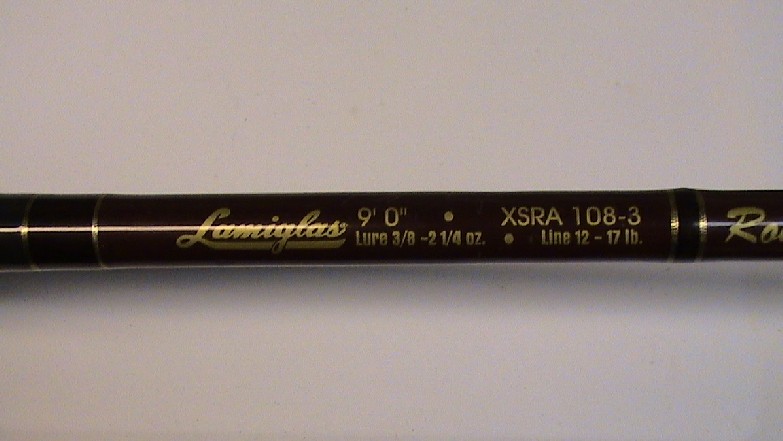 Lamiglas® 9' 0" • XSRA 108-3
Lure 3/8 -2 1/4 oz. • Line 12 - 17 lb.